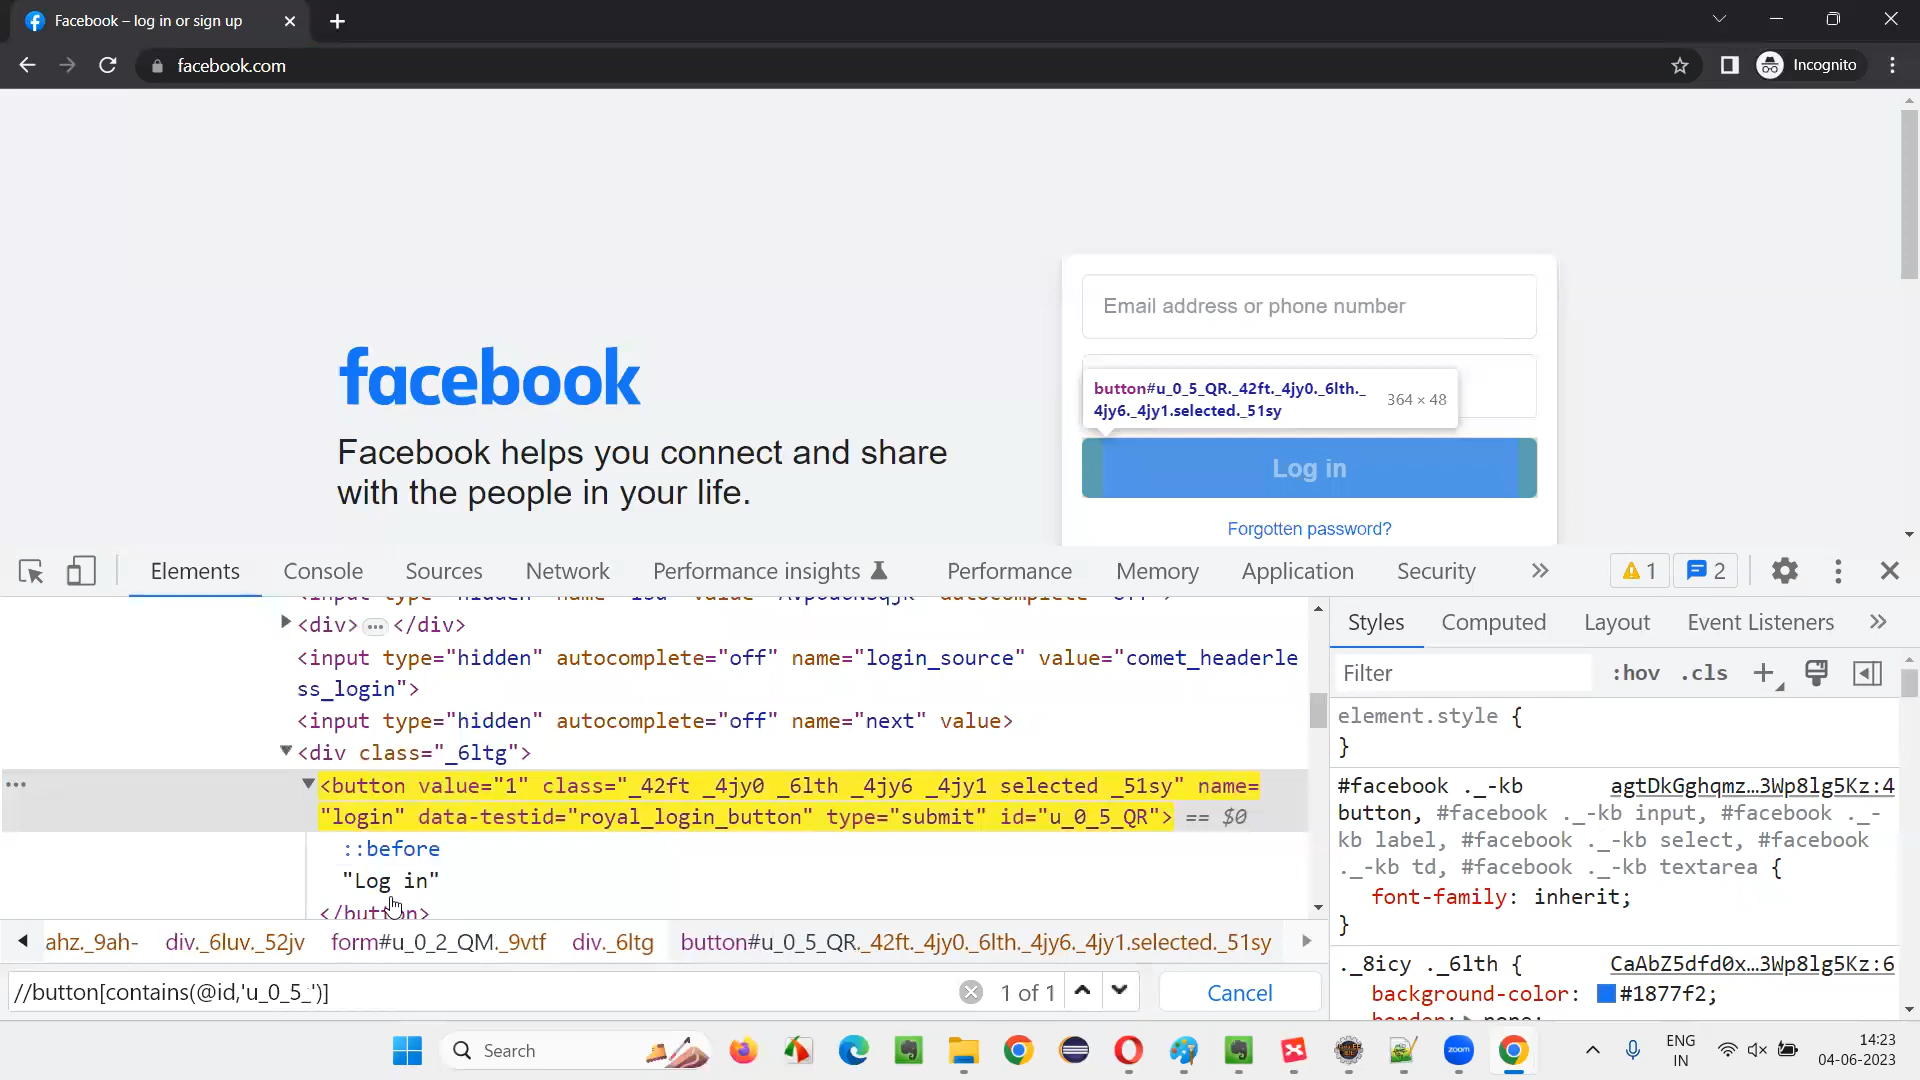 Facebook – log in or sign up
facebook.com
Incognito
Email address or phone number
facebook
button#u_0_5_QR._42ft._4jy0._6lth._
4jy6._4jy1.selected._51sy
364 × 48
Facebook helps you connect and share
with the people in your life.
Log in
Forgotten password?
Elements
Console
Sources
Network
Performance insights
Performance
Memory
Application
Security
1
2
<div> ··· </div>
<input type="hidden" autocomplete="off" name="login_source" value="comet_headerle
ss_login">
<input type="hidden" autocomplete="off" name="next" value>
<div class="_6ltg">
<button value="1" class="_42ft _4jy0 _6lth _4jy6 _4jy1 selected _51sy" name=
"login" data-testid="royal_login_button" type="submit" id="u_0_5_QR"> == $0
::before
"Log in"
</button>
Styles
Computed
Layout
Event Listeners
Filter
:hov
.cls
element.style {
}
#facebook ._-kb agtDkGghqmz…3Wp8lg5Kz:4
button, #facebook ._-kb input, #facebook ._-
kb label, #facebook ._-kb select, #facebook
._-kb td, #facebook ._-kb textarea {
font-family: inherit;
}
._8icy ._6lth { CaAbZ5dfd0x…3Wp8lg5Kz:6
background-color: #1877f2;
ahz._9ah-
div._6luv._52jv
form#u_0_2_QM._9vtf
div._6ltg
button#u_0_5_QR._42ft._4jy0._6lth._4jy6._4jy1.selected._51sy
//button[contains(@id,'u_0_5_')]
1 of 1
Cancel
Search
zoom
ENG
IN
14:23
04-06-2023